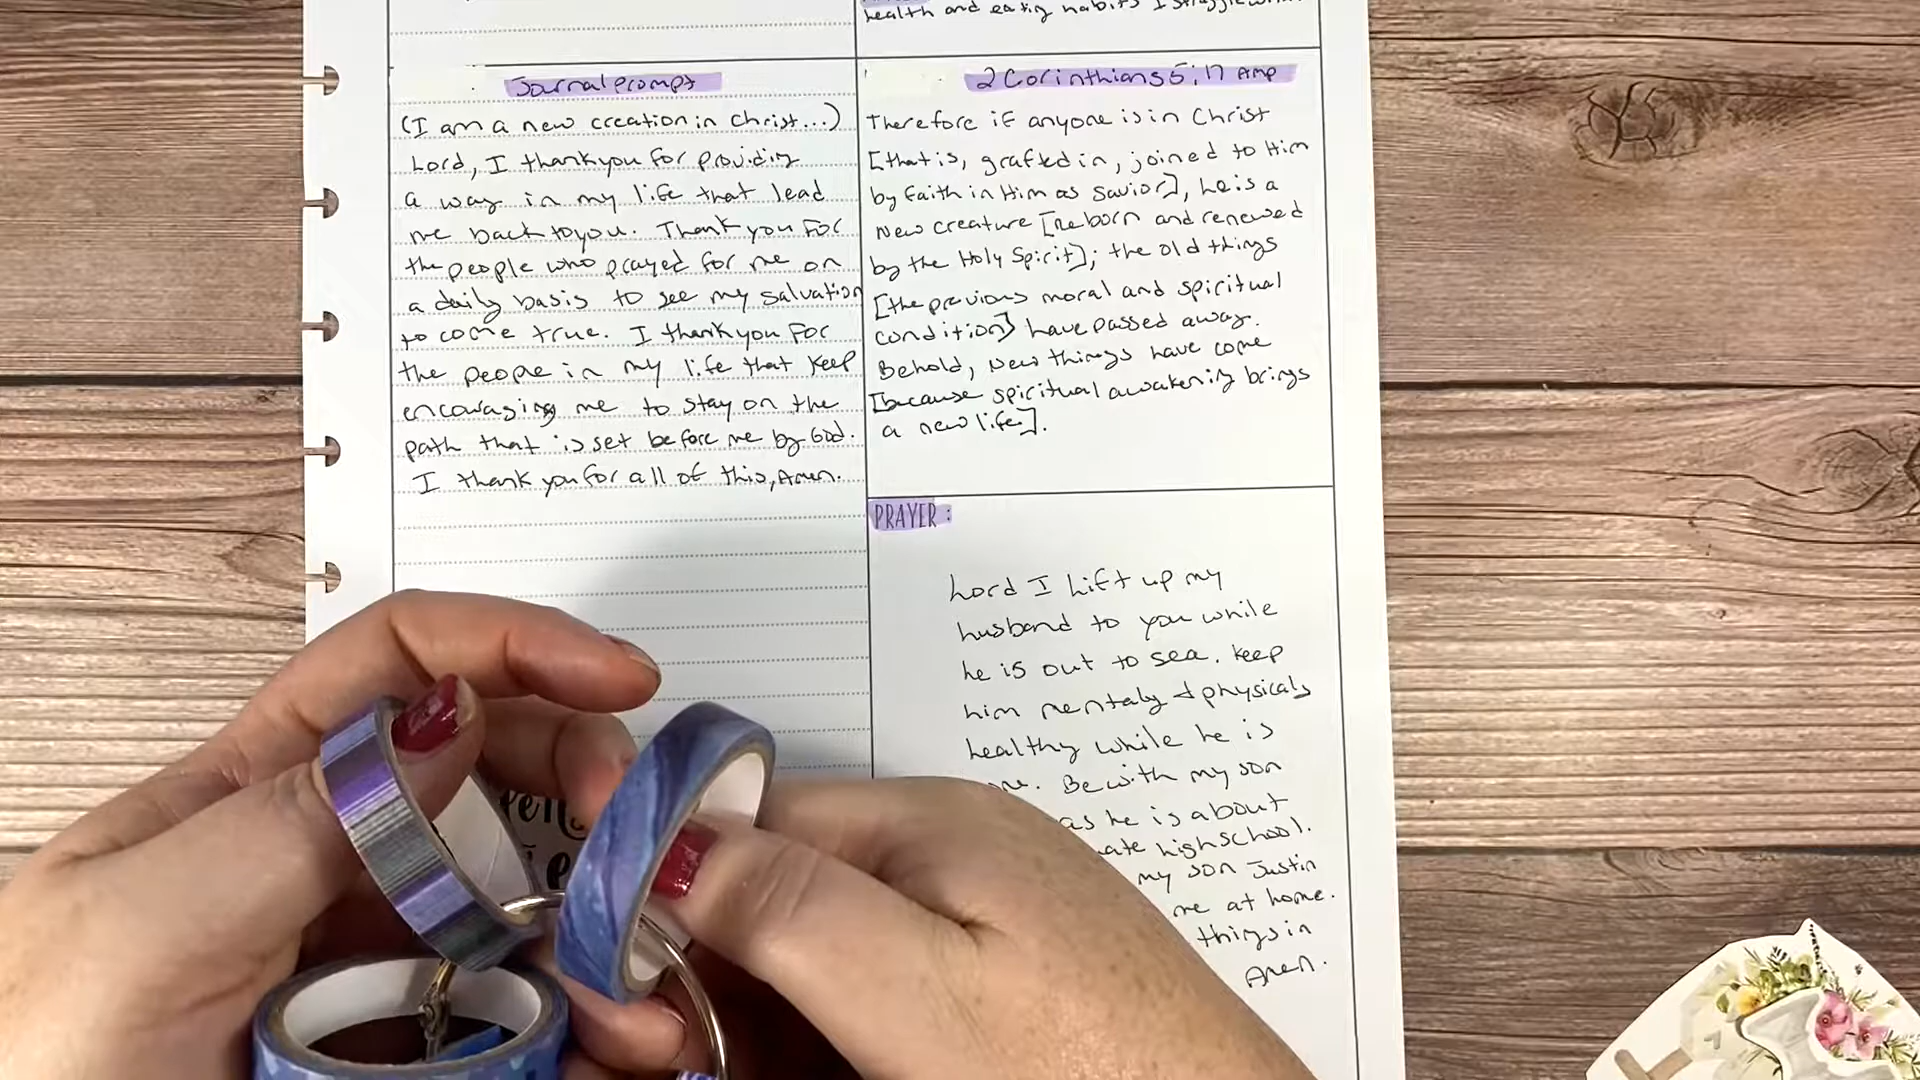 health and eating habits I struggle with
Journal prompt
(I am a new creation in Christ...)
Lord, I thank you for providing
a way in my life that lead
me back to you. Thank you for
the people who prayed for me on
a daily basis to see my salvation
to come true. I thank you for
the people in my life that keep
encouraging me to stay on the
path that is set before me by God.
I thank you for all of this, Amen.
2 Corinthians 5:17 AMP
Therefore if anyone is in Christ
[that is, grafted in, joined to Him
by faith in Him as Savior], he is a
new creature [reborn and renewed
by the Holy Spirit]; the old things
[the previous moral and spiritual
condition] have passed away.
Behold, new things have come
[because spiritual awakening brings
a new life].
PRAYER:
Lord I lift up my
husband to you while
he is out to sea. Keep
him mentaly + physicaly
healthy while he is
Be with my son
as he is about
high school.
my son Justin
me at home.
things in
Amen.